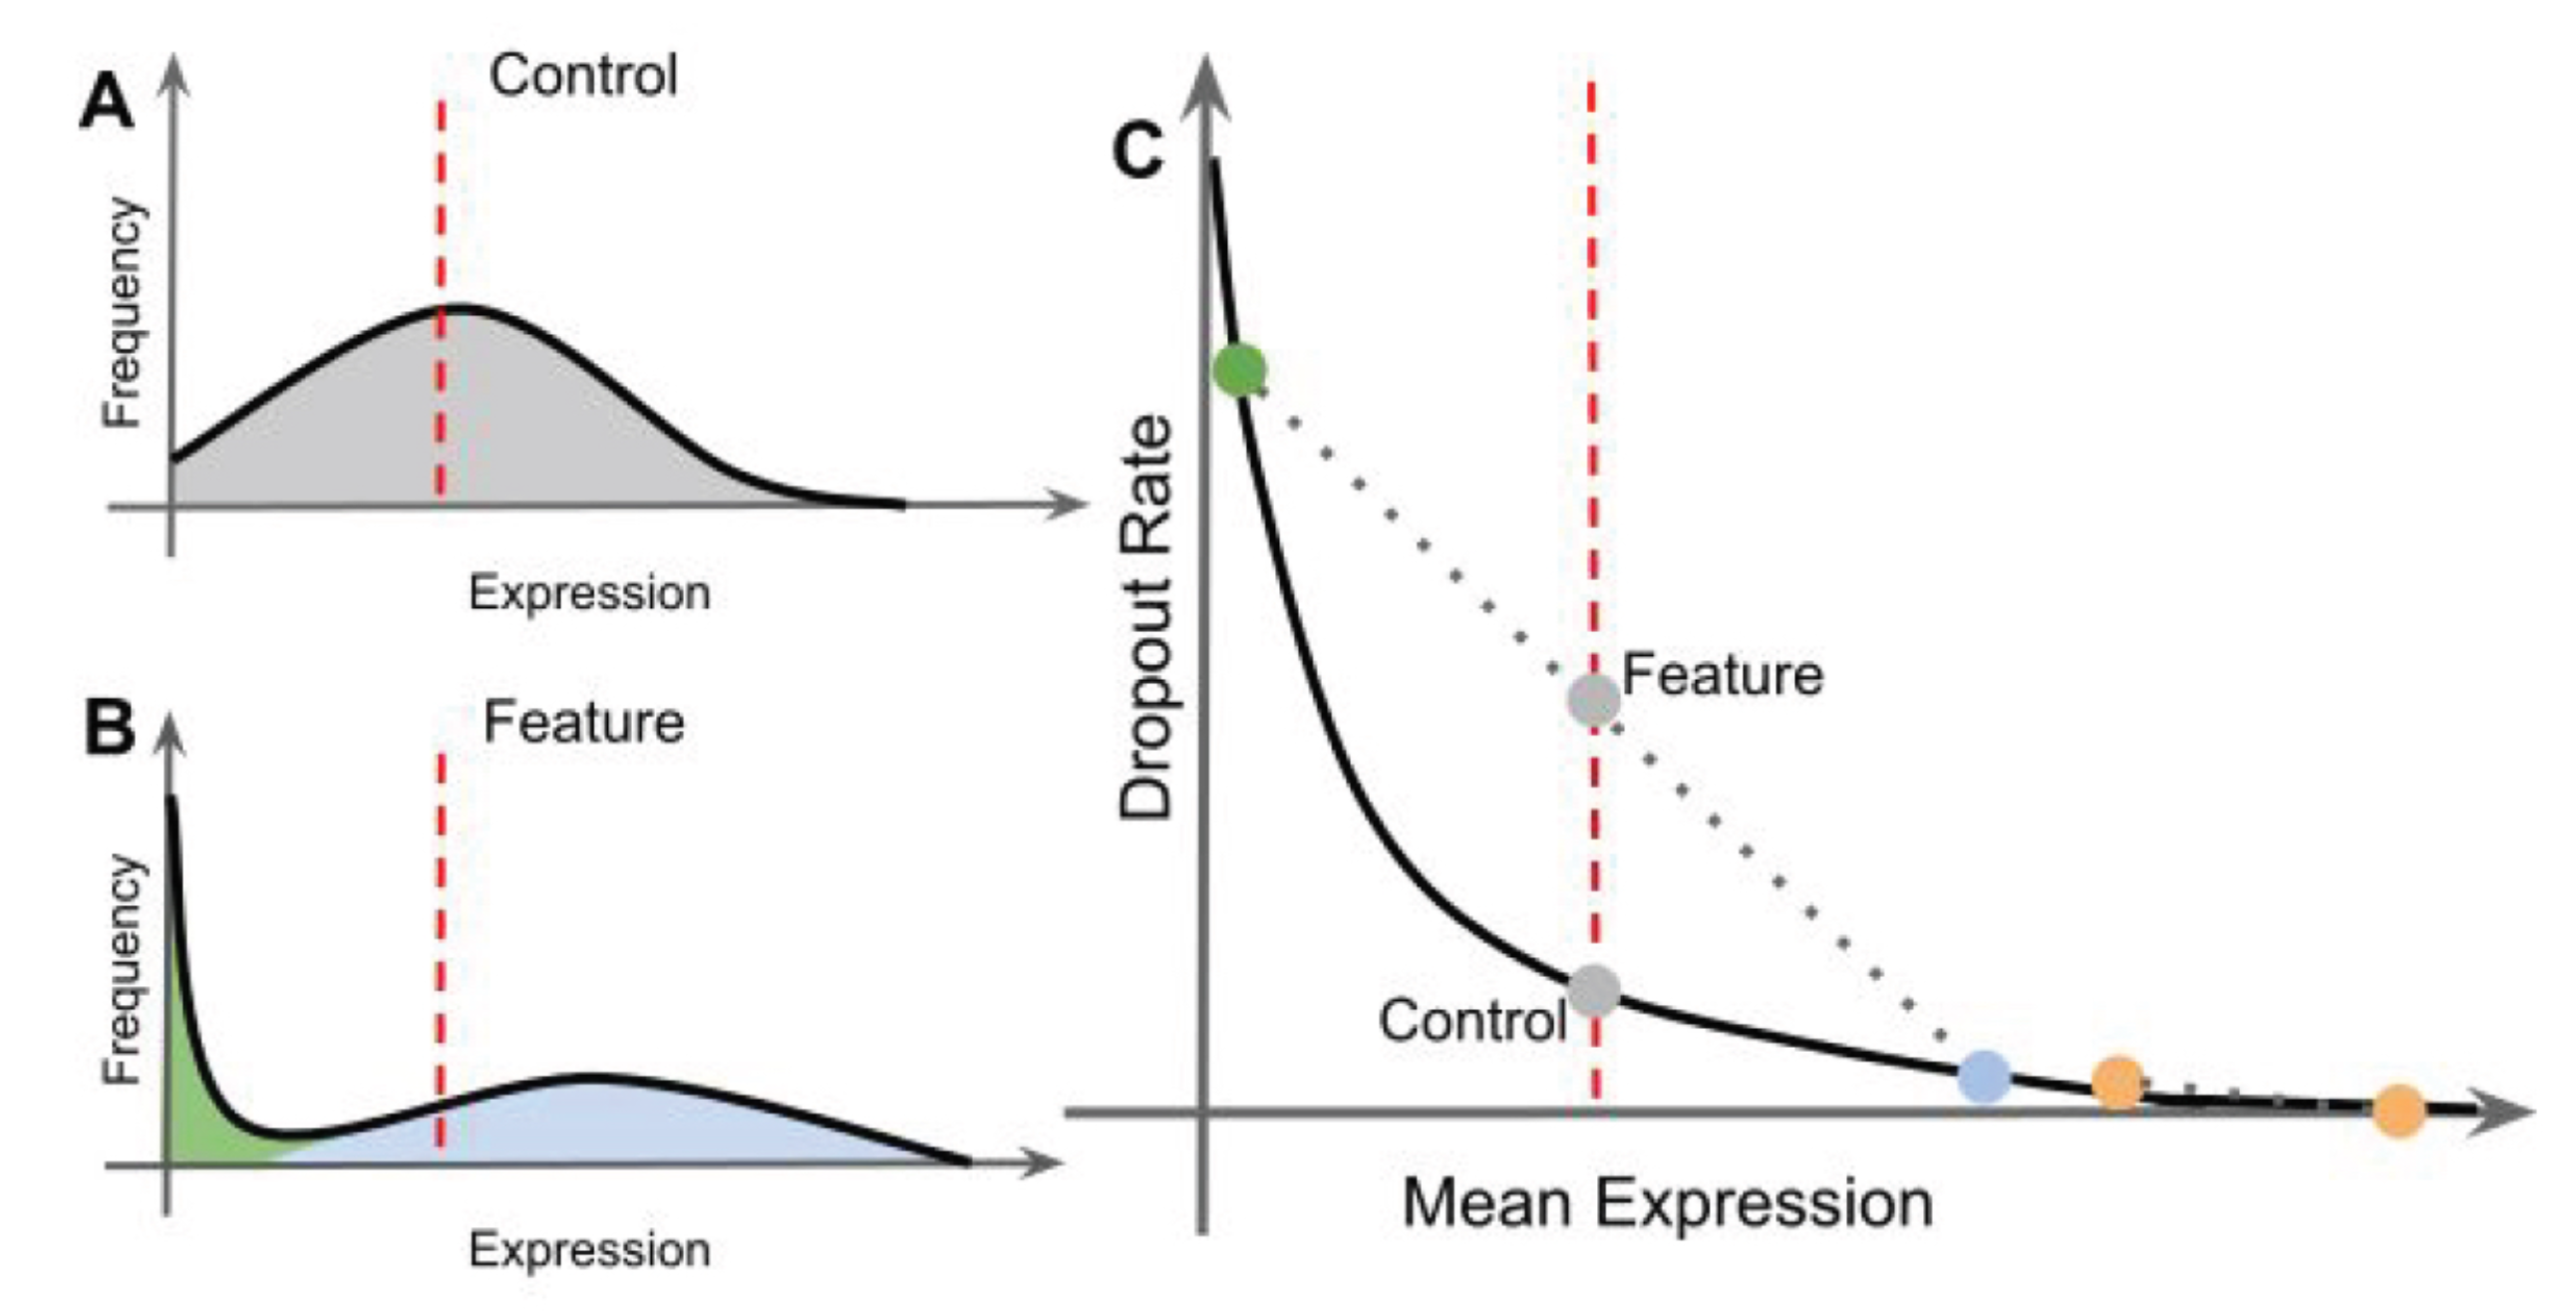 A
Control
Frequency
Expression
B
Feature
Frequency
Expression
C
Dropout Rate
Feature
Control
Mean Expression